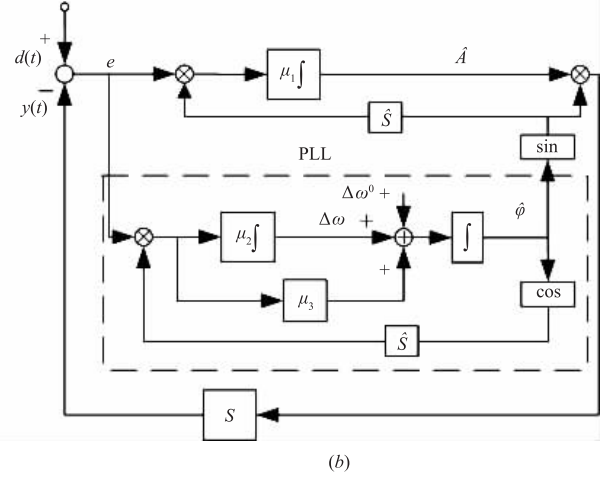 +
d(t)
e
−
y(t)
μ₁∫
Â
Ŝ
sin
PLL
Δω⁰ +
Δω +
+
μ₂∫
∫
φ̂
μ₃
cos
Ŝ
S
(b)